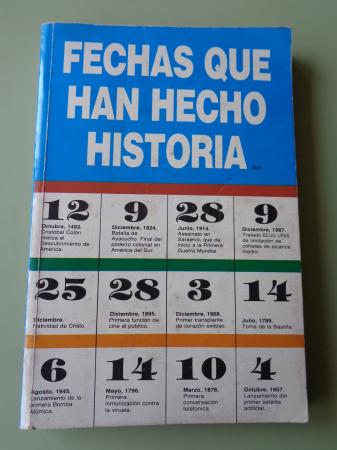 FECHAS QUE
HAN HECHO
HISTORIA
12
Octubre, 1492.
Cristóbal Colón
realiza el
Descubrimiento de
América.
9
Diciembre, 1824.
Batalla de
Ayacucho. Final del
poderío colonial en
América del Sur.
28
Junio, 1914.
Asesinato en
Sarajevo, que da
inicio a la Primera
Guerra Mundial.
9
Diciembre, 1987.
Tratado EE.UU.-URSS.
de limitación de
cohetes de alcance
medio.
25
Diciembre.
Natividad de Cristo.
28
Diciembre, 1895.
Primera función de
cine al público.
3
Diciembre, 1968.
Primer transplante
de corazón exitoso.
14
Julio, 1789.
Toma de la Bastilla.
6
Agosto, 1945.
Lanzamiento de la
primera Bomba
Atómica.
14
Mayo, 1796.
Primera
inmunización contra
la viruela.
10
Marzo, 1876.
Primera
conversación
telefónica.
4
Octubre, 1957.
Lanzamiento del
primer satélite
artificial.